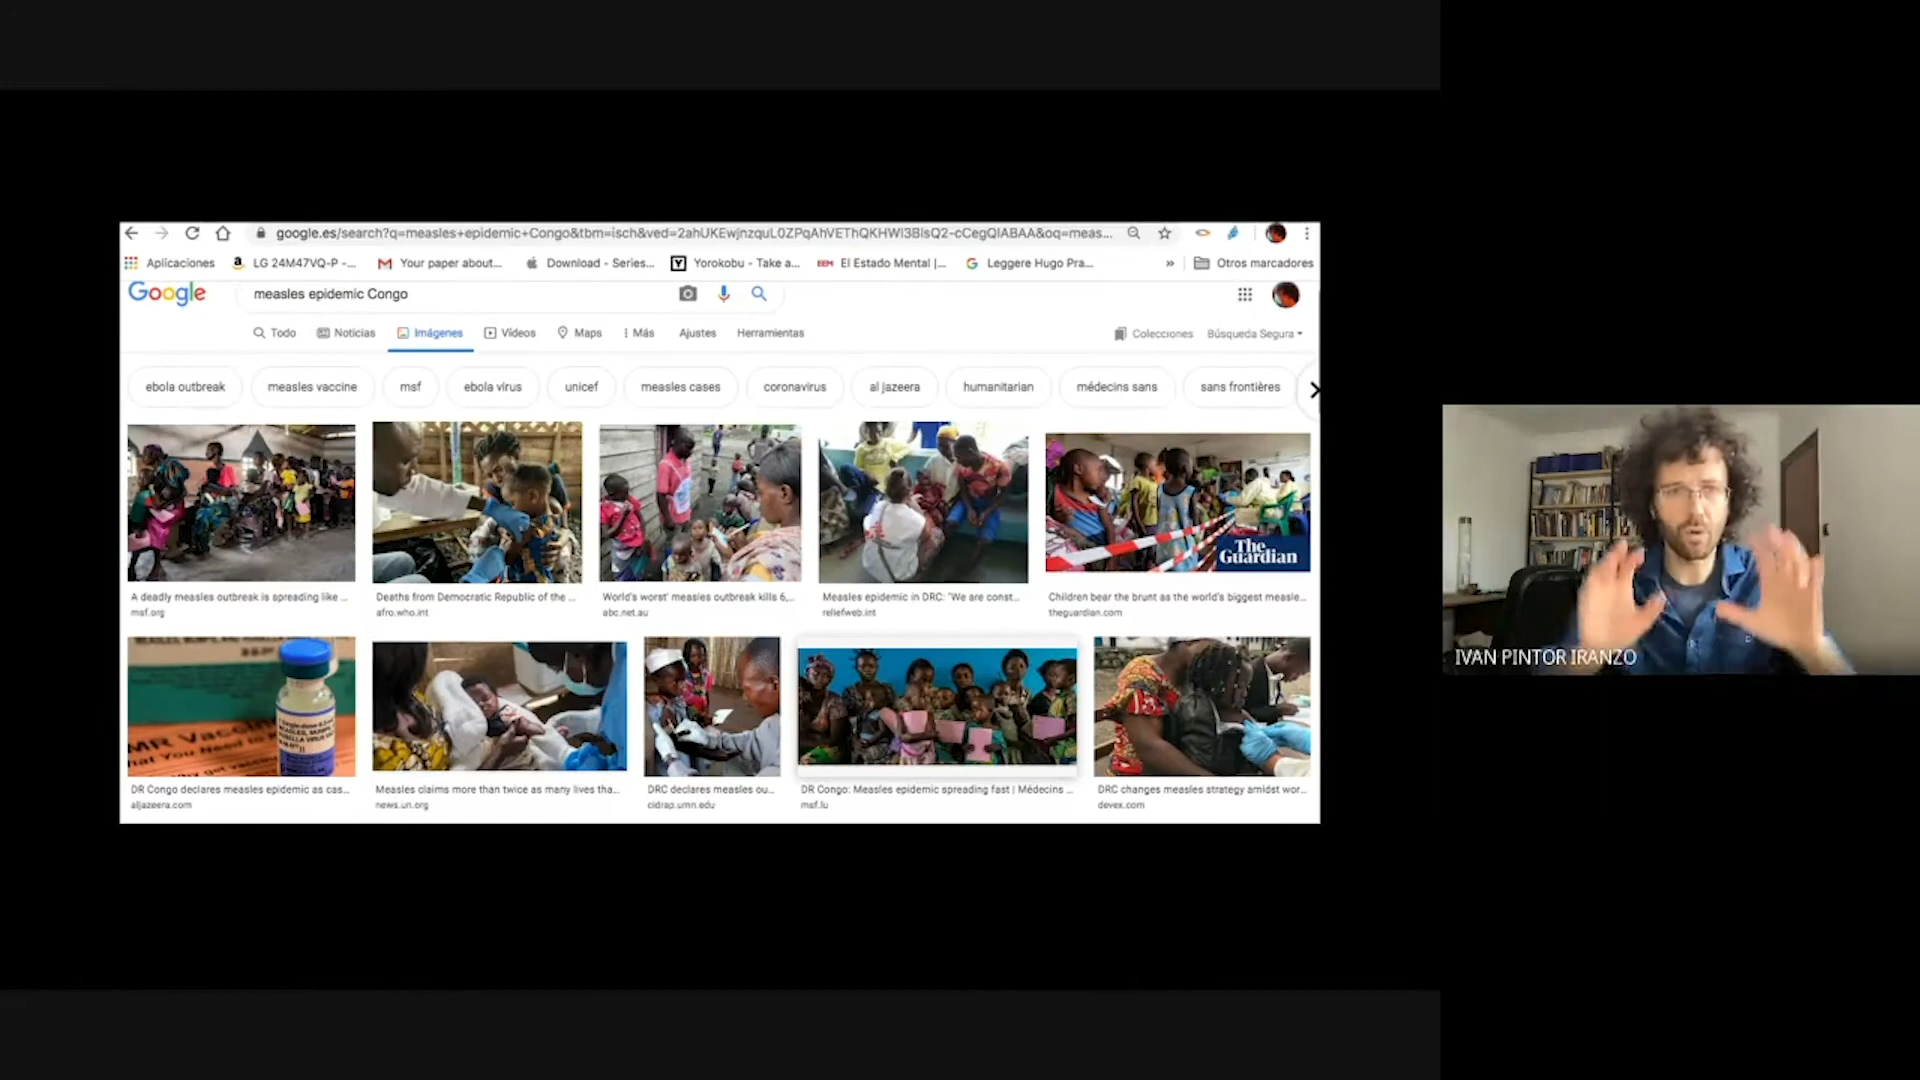 google.es/search?q=measles+epidemic+Congo&tbm=isch&ved=2ahUKEwjnzquL0ZPqAhVEThQKHWl3BlsQ2-cCegQIABAA&oq=meas...
Aplicaciones LG 24M47VQ-P -... Your paper about... Download - Series... Yorokobu - Take a... El Estado Mental |... Leggere Hugo Pra... » Otros marcadores
Google measles epidemic Congo
Todo Noticias Imágenes Vídeos Maps Más Ajustes Herramientas Colecciones Búsqueda Segura
ebola outbreak measles vaccine msf ebola virus unicef measles cases coronavirus al jazeera humanitarian médecins sans sans frontières
The
Guardian
A deadly measles outbreak is spreading like ... Deaths from Democratic Republic of the ... World's worst' measles outbreak kills 6,... Measles epidemic in DRC: "We are const... Children bear the brunt as the world's biggest measle...
msf.org afro.who.int abc.net.au reliefweb.int theguardian.com
MR Vac
hat You Need
IVAN PINTOR IRANZO
DR Congo declares measles epidemic as cas... Measles claims more than twice as many lives tha... DRC declares measles ou... DR Congo: Measles epidemic spreading fast | Médecins ... DRC changes measles strategy amidst wor...
aljazeera.com news.un.org cidrap.umn.edu msf.lu devex.com